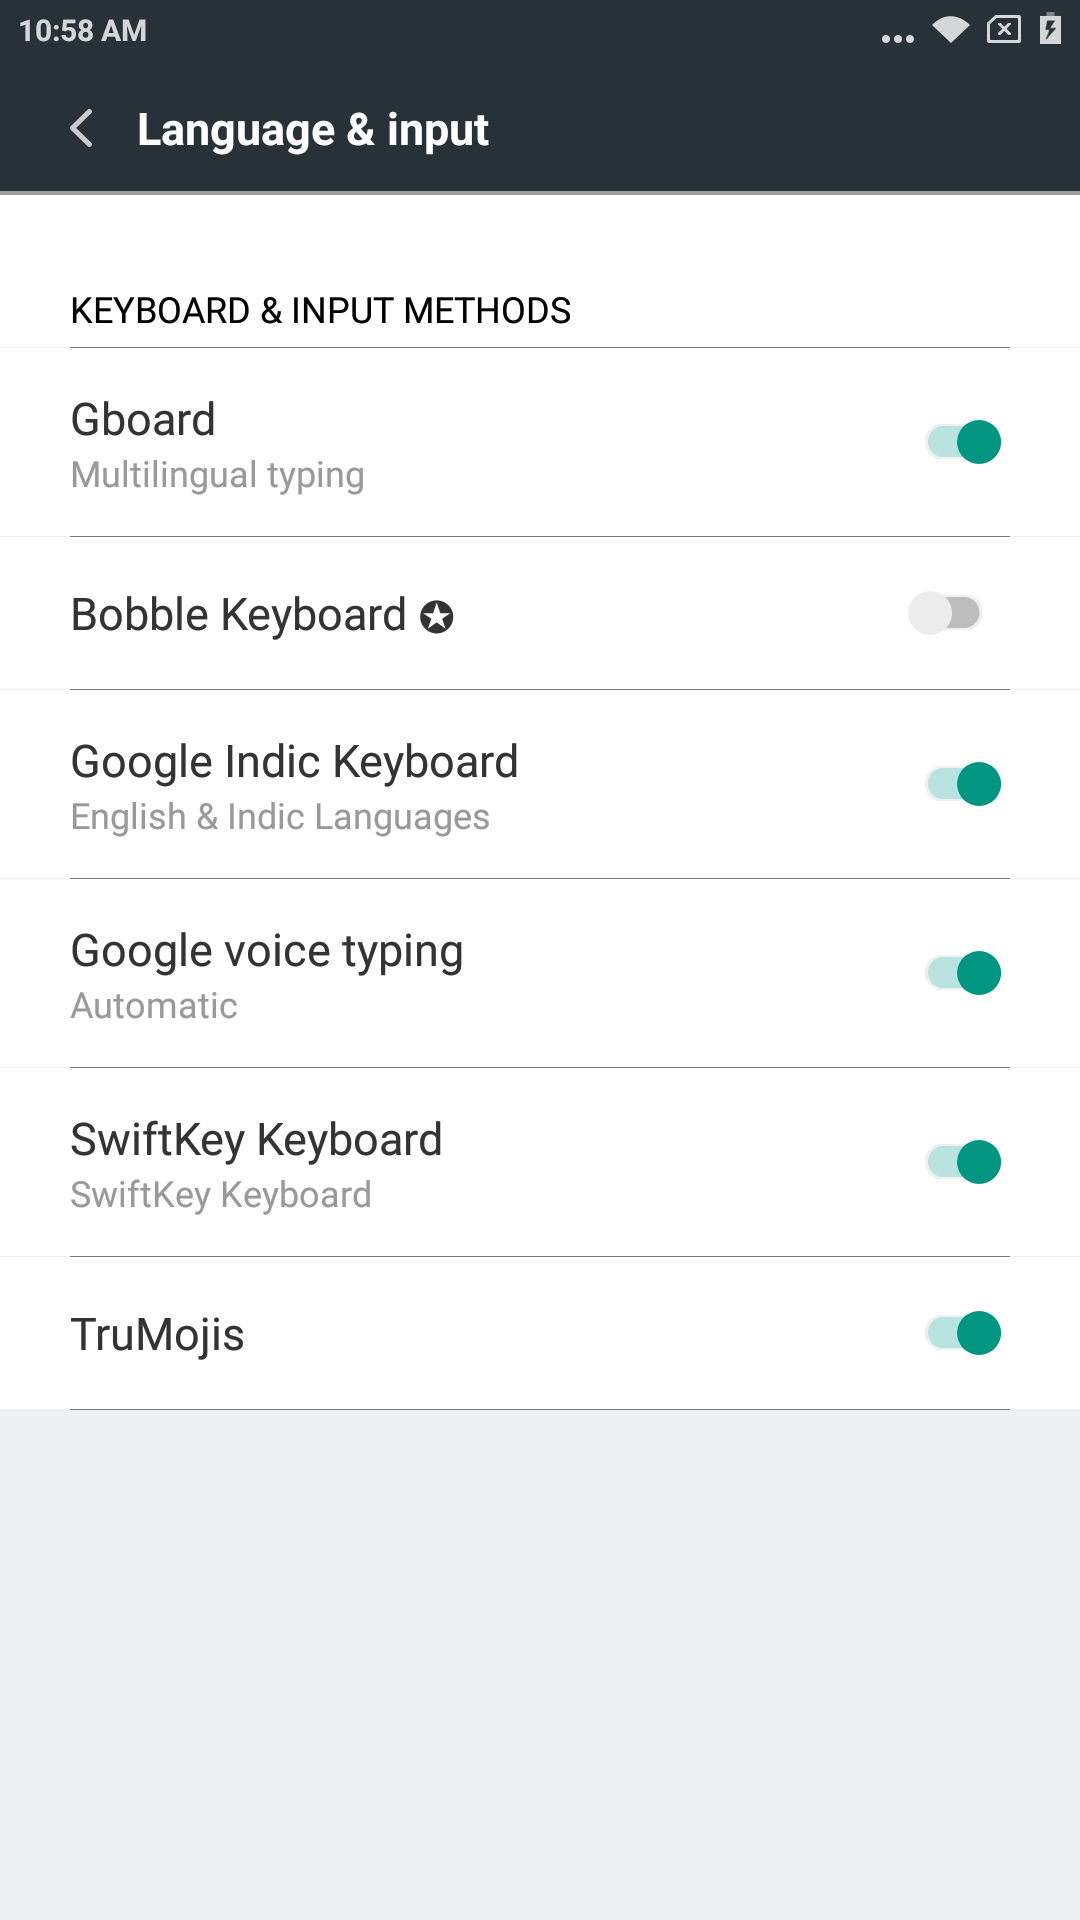 10:58 AM
Language & input
KEYBOARD & INPUT METHODS
Gboard
Multilingual typing
Bobble Keyboard ✪
Google Indic Keyboard
English & Indic Languages
Google voice typing
Automatic
SwiftKey Keyboard
SwiftKey Keyboard
TruMojis